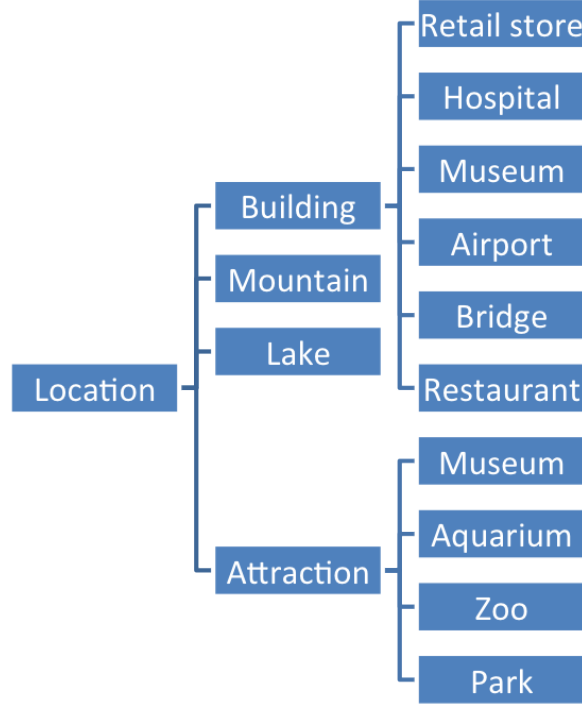 Retail store
Hospital
Museum
Building
Airport
Mountain
Bridge
Lake
Location
Restaurant
Museum
Aquarium
Attraction
Zoo
Park